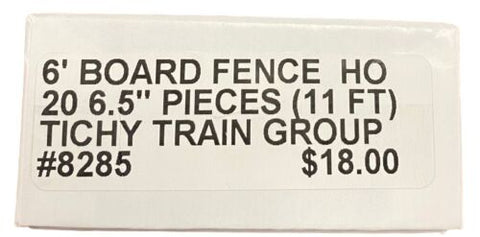 6' BOARD FENCE HO
20 6.5" PIECES (11 FT)
TICHY TRAIN GROUP
#8285 $18.00